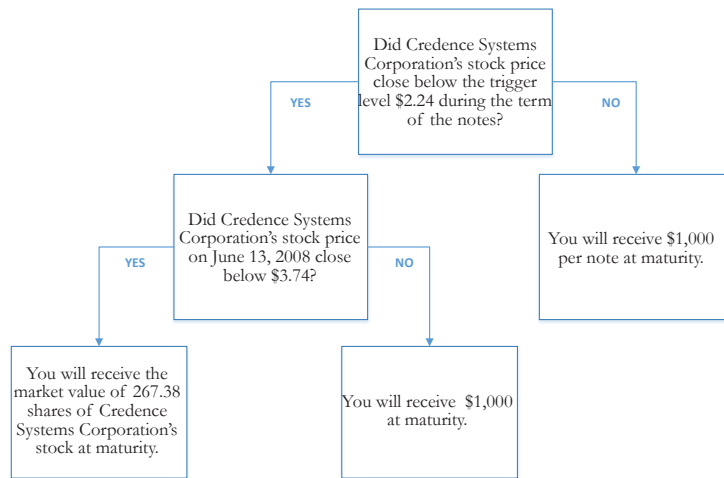 Did Credence Systems
Corporation's stock price
close below the trigger
level $2.24 during the term
of the notes?
YES
NO
Did Credence Systems
Corporation's stock price
on June 13, 2008 close
below $3.74?
You will receive $1,000
per note at maturity.
YES
NO
You will receive the
market value of 267.38
shares of Credence
Systems Corporation's
stock at maturity.
You will receive $1,000
at maturity.